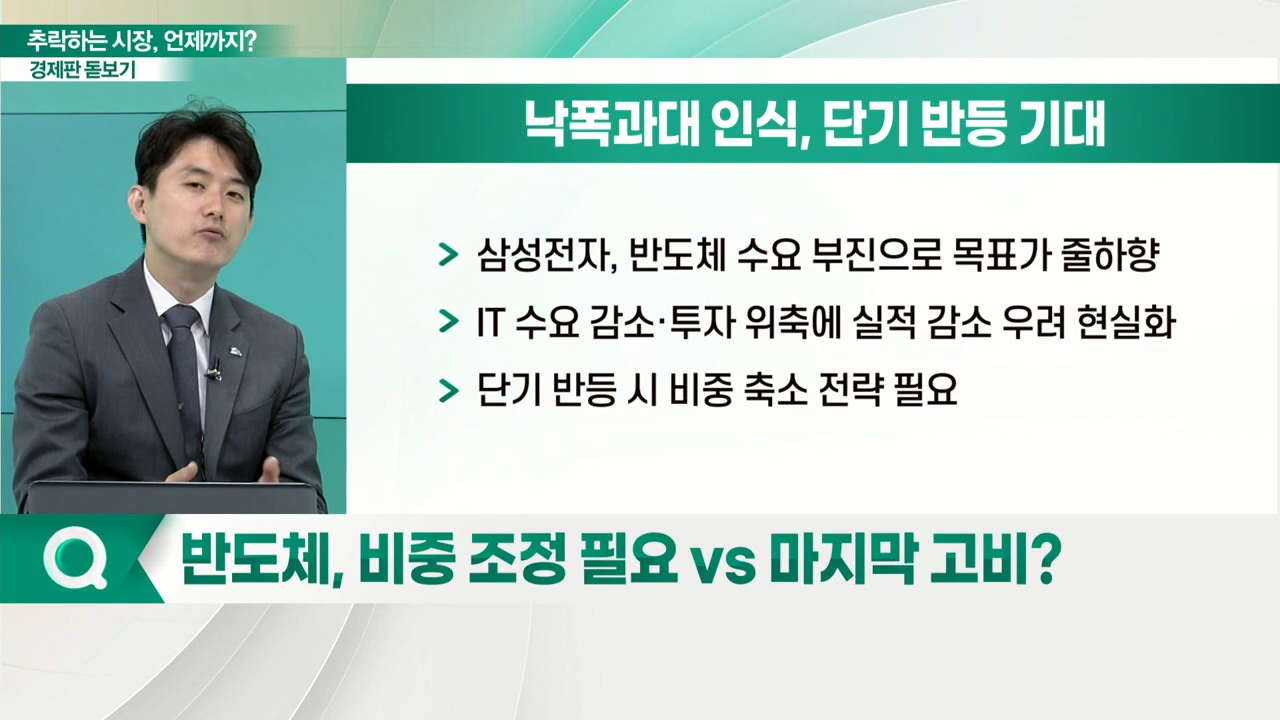 추락하는 시장, 언제까지?
경제판 돋보기
낙폭과대 인식, 단기 반등 기대
> 삼성전자, 반도체 수요 부진으로 목표가 줄하향
> IT 수요 감소·투자 위축에 실적 감소 우려 현실화
> 단기 반등 시 비중 축소 전략 필요
Q 반도체, 비중 조정 필요 vs 마지막 고비?